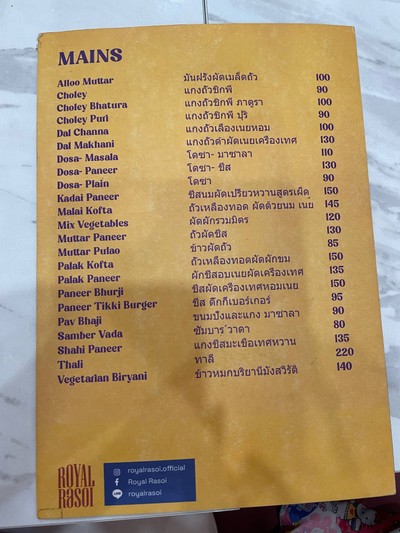 MAINS
Alloo Muttar มันฝรั่งผัดเมล็ดถั่ว 100
Choley แกงถั่วชิกพี 90
Choley Bhatura แกงถั่วชิกพี ภาตูรา 100
Choley Puri แกงถั่วชิกพี ปุริ 90
Dal Channa แกงถั่วเลืองเนยหอม 100
Dal Makhani แกงถั่วดำผัดเนยเครื่องเทศ 130
Dosa- Masala โดซา- มาซาลา 110
Dosa- Paneer โดซา- ชีส 130
Dosa- Plain โดซา 90
Kadai Paneer ชีสนมผัดเปรี้ยวหวานสูตรเผ็ด 150
Malai Kofta ถั่วเหลืองทอด ผัดด้วยนม เนย 145
Mix Vegetables ผัดผักรวมมิตร 120
Muttar Paneer ถั่วผัดชีส 130
Muttar Pulao ข้าวผัดถั่ว 85
Palak Kofta ถั่วเหลืองทอดผัดผักขม 150
Palak Paneer ผักชีสอบเนยผัดเครื่องเทศ 135
Paneer Bhurji ชีสผัดเครื่องเทศหอมเนย 150
Paneer Tikki Burger ชีส ตีกกีเบอร์เกอร์ 95
Pav Bhaji ขนมปังและแกง มาซาลา 90
Samber Vada ซัมบาร์ วาดา 80
Shahi Paneer แกงชีสมะเขือเทศหวาน 135
Thali ทาลี 220
Vegetarian Biryani ข้าวหมกบริยานีมังสวิรัติ 140
ROYAL
RASOI
royalrasoi.official
Royal Rasoi
LINE royalrasoi